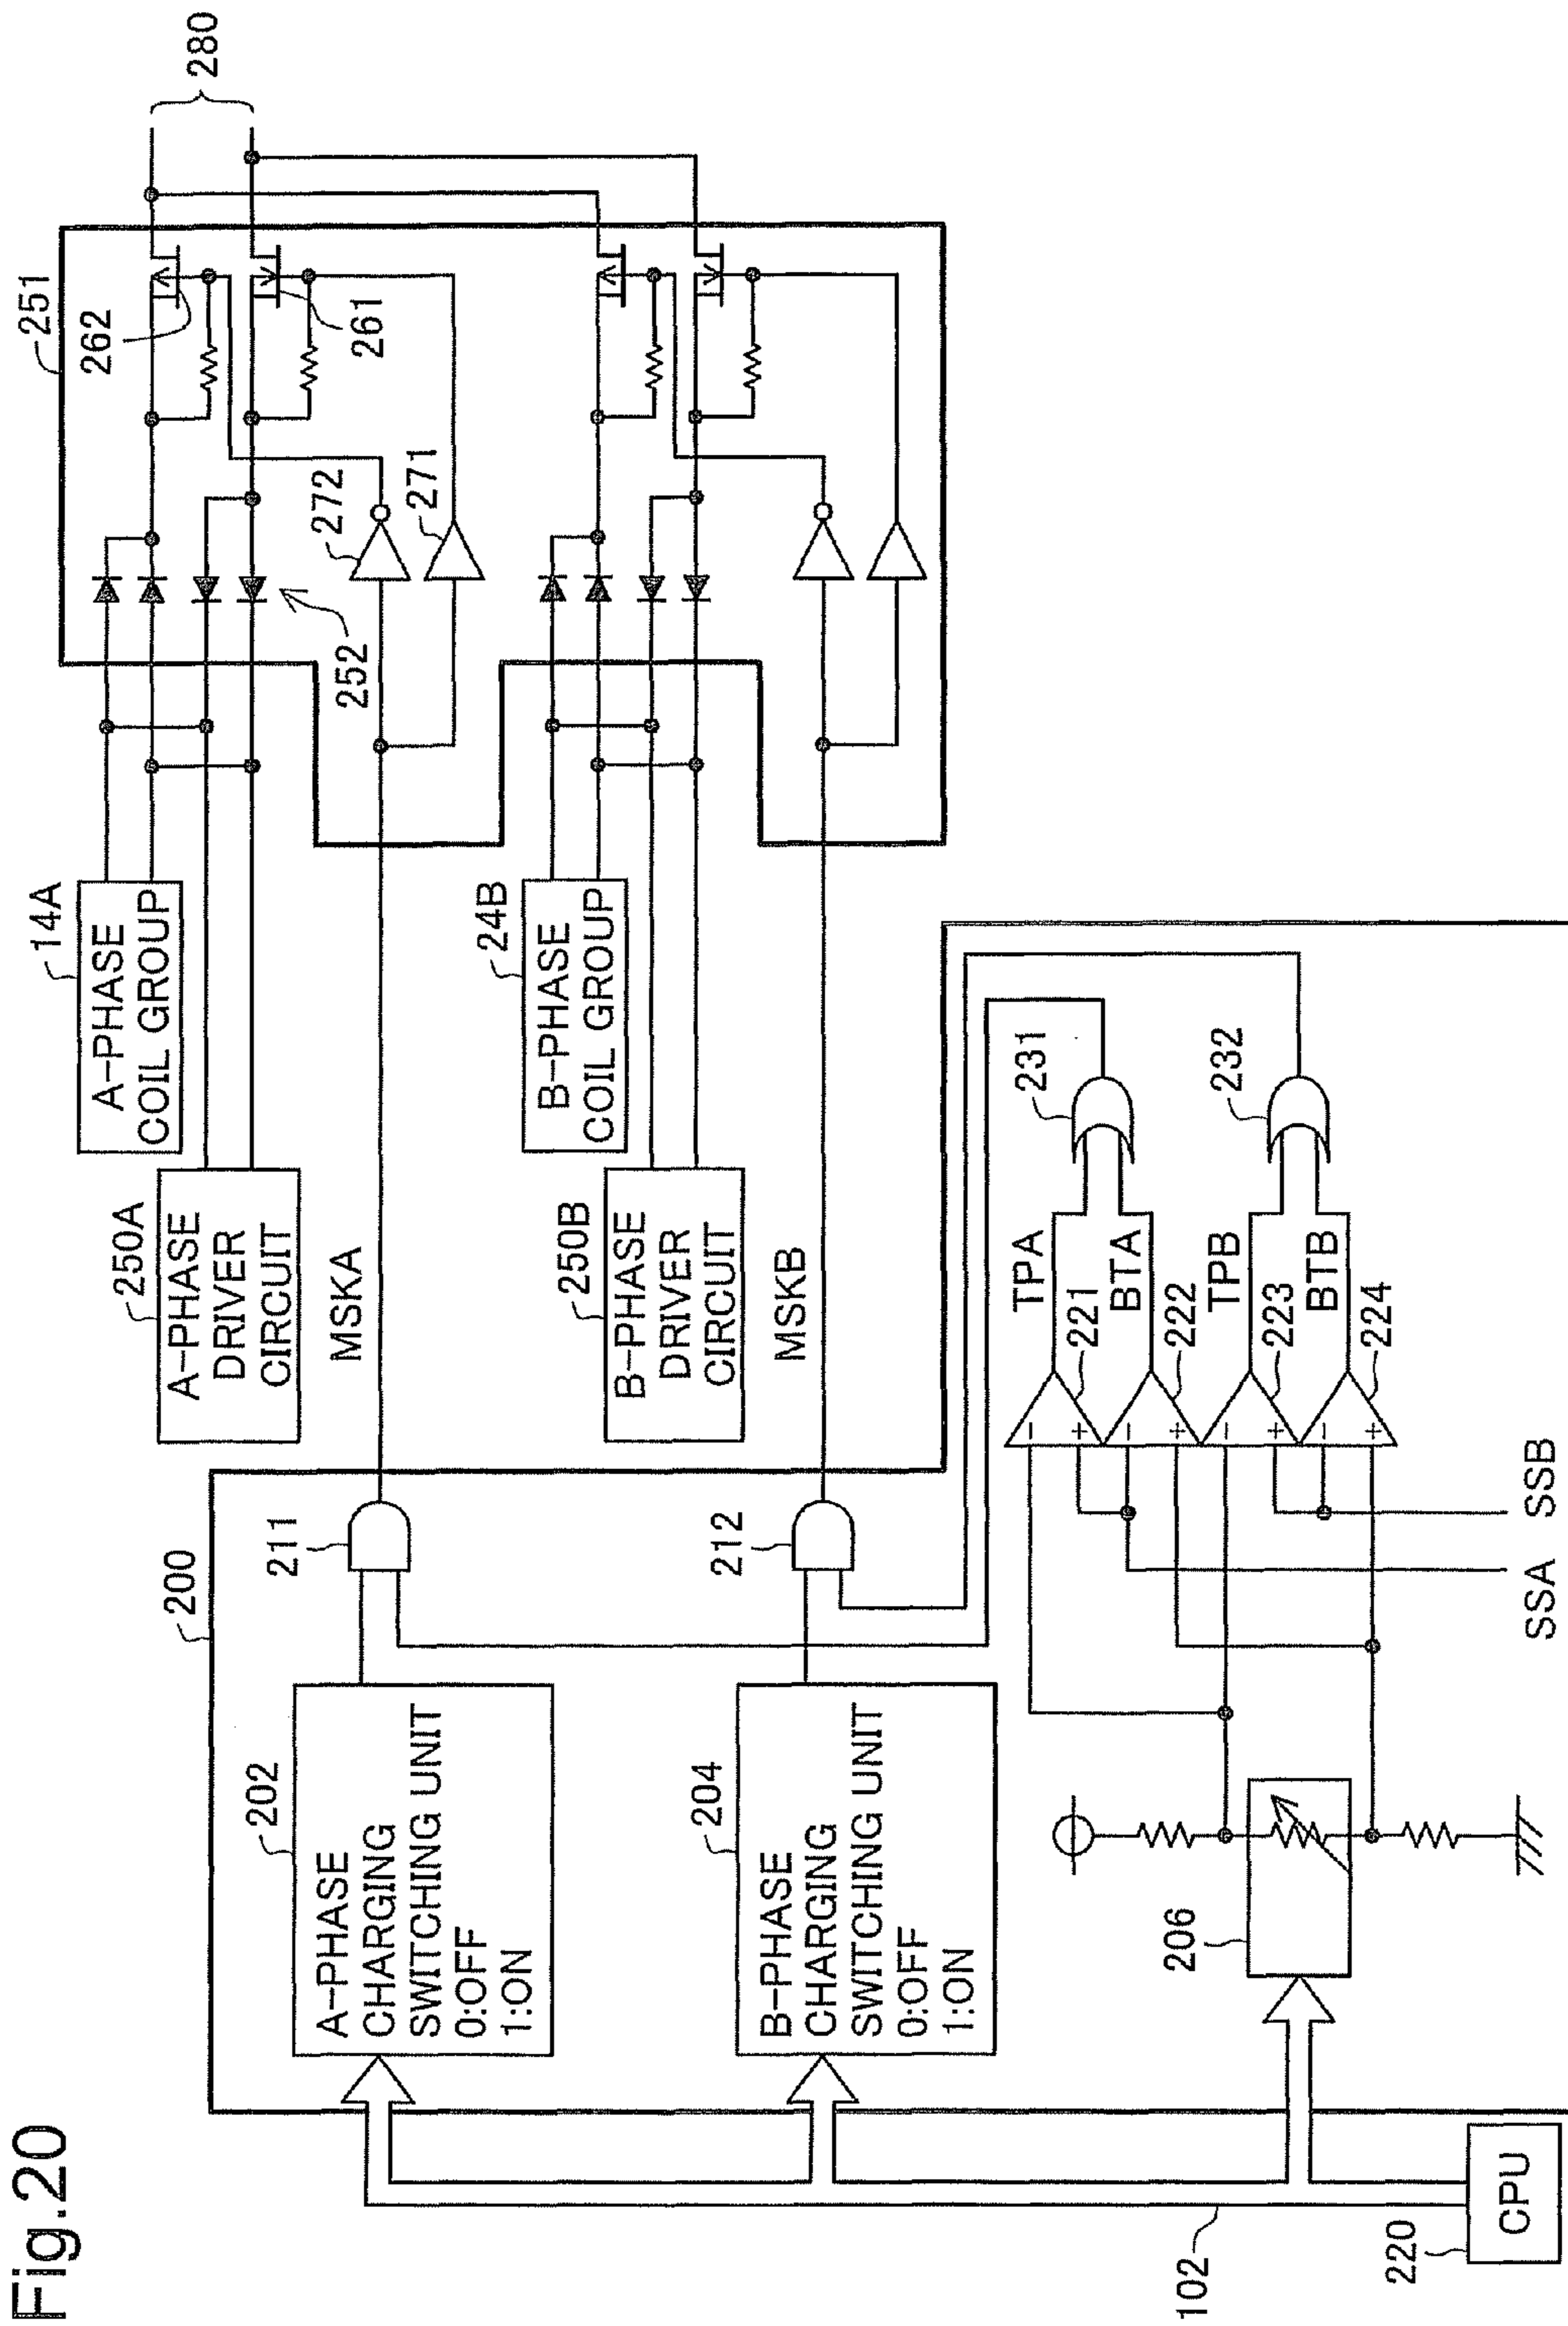 Fig.20
280
251
262
261
272
271
252
14A
A-PHASE
COIL GROUP
250A
A-PHASE
DRIVER
CIRCUIT
MSKA
24B
B-PHASE
COIL GROUP
250B
B-PHASE
DRIVER
CIRCUIT
MSKB
200
211
212
202
A-PHASE
CHARGING
SWITCHING UNIT
0:OFF
1:ON
204
B-PHASE
CHARGING
SWITCHING UNIT
0:OFF
1:ON
231
232
TPA
221
BTA
222
TPB
223
BTB
224
-
+
-
+
-
+
-
+
SSA
SSB
206
102
220
CPU